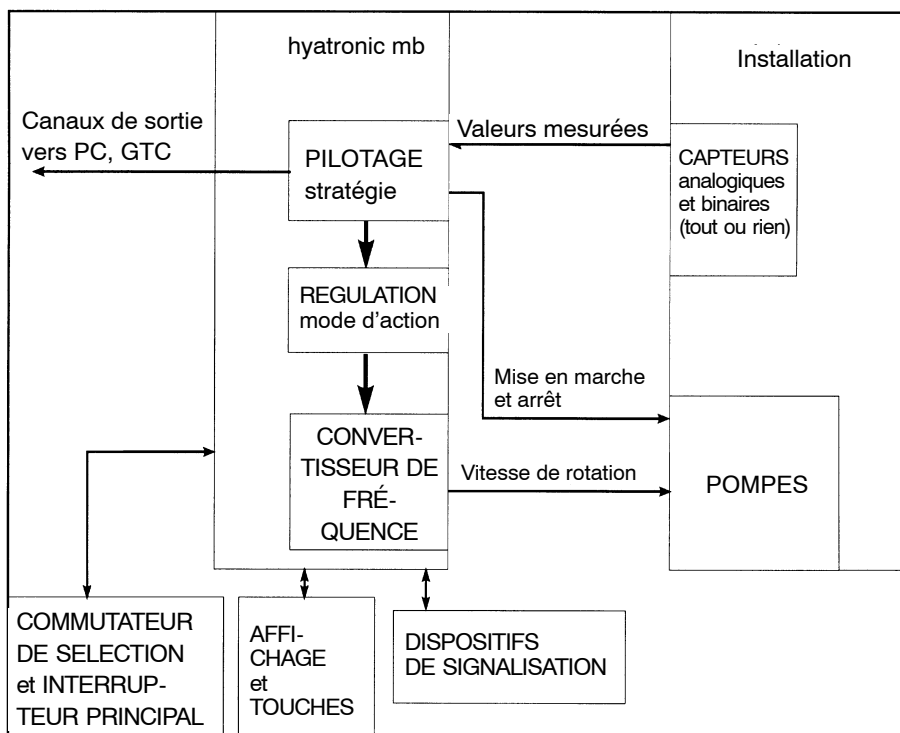 hyatronic mb
Installation
Canaux de sortie
vers PC, GTC
PILOTAGE
stratégie
Valeurs mesurées
CAPTEURS
analogiques
et binaires
(tout ou rien)
REGULATION
mode d'action
Mise en marche
et arrêt
CONVER-
TISSEUR DE
FRÉ-
QUENCE
Vitesse de rotation
POMPES
COMMUTATEUR
DE SELECTION
et INTERRUP-
TEUR PRINCIPAL
AFFI-
CHAGE
et
TOUCHES
DISPOSITIFS
DE SIGNALISATION